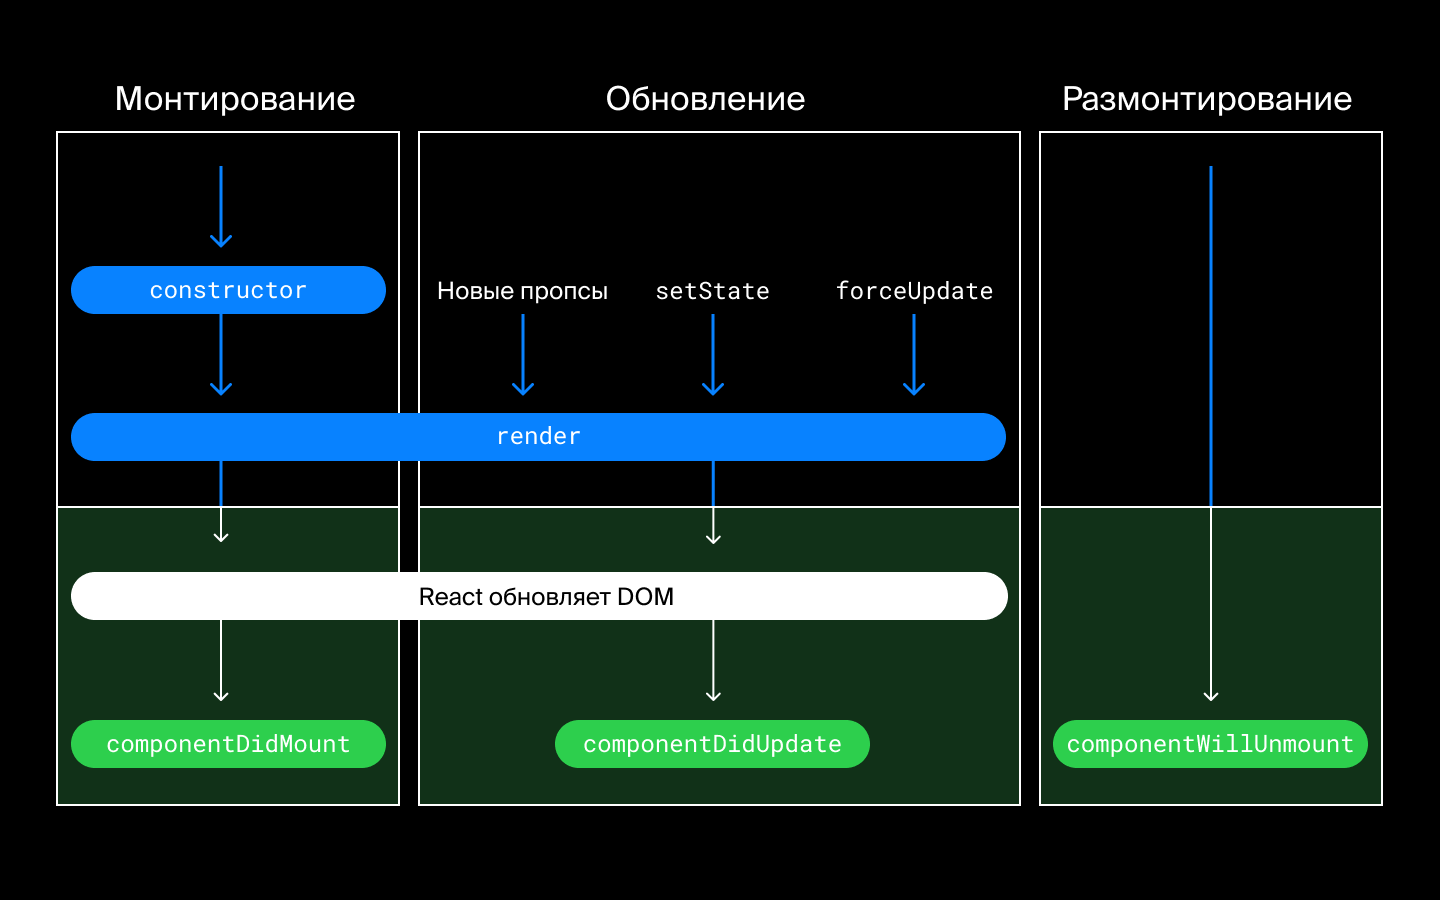 Монтирование
Обновление
Размонтирование
constructor
Новые пропсы
setState
forceUpdate
render
React обновляет DOM
componentDidMount
componentDidUpdate
componentWillUnmount